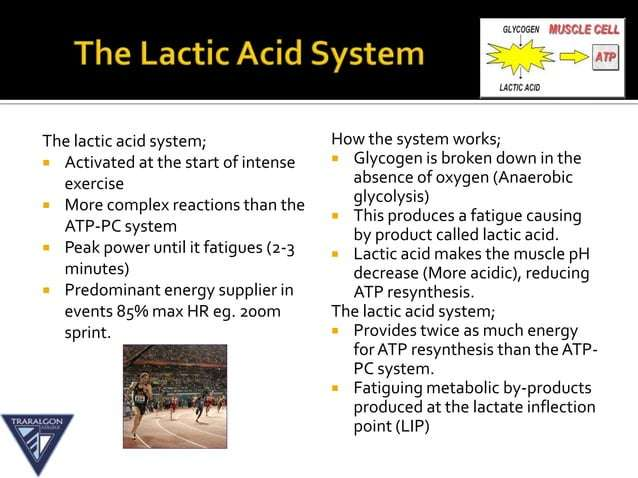 The Lactic Acid System
GLYCOGEN
MUSCLE CELL
ATP
LACTIC ACID
The lactic acid system;
Activated at the start of intense
exercise
More complex reactions than the
ATP-PC system
Peak power until it fatigues (2-3
minutes)
Predominant energy supplier in
events 85% max HR eg. 200m
sprint.
How the system works;
Glycogen is broken down in the
absence of oxygen (Anaerobic
glycolysis)
This produces a fatigue causing
by product called lactic acid.
Lactic acid makes the muscle pH
decrease (More acidic), reducing
ATP resynthesis.
The lactic acid system;
Provides twice as much energy
for ATP resynthesis than the ATP-
PC system.
Fatiguing metabolic by-products
produced at the lactate inflection
point (LIP)
TRARALGON
COLLEGE